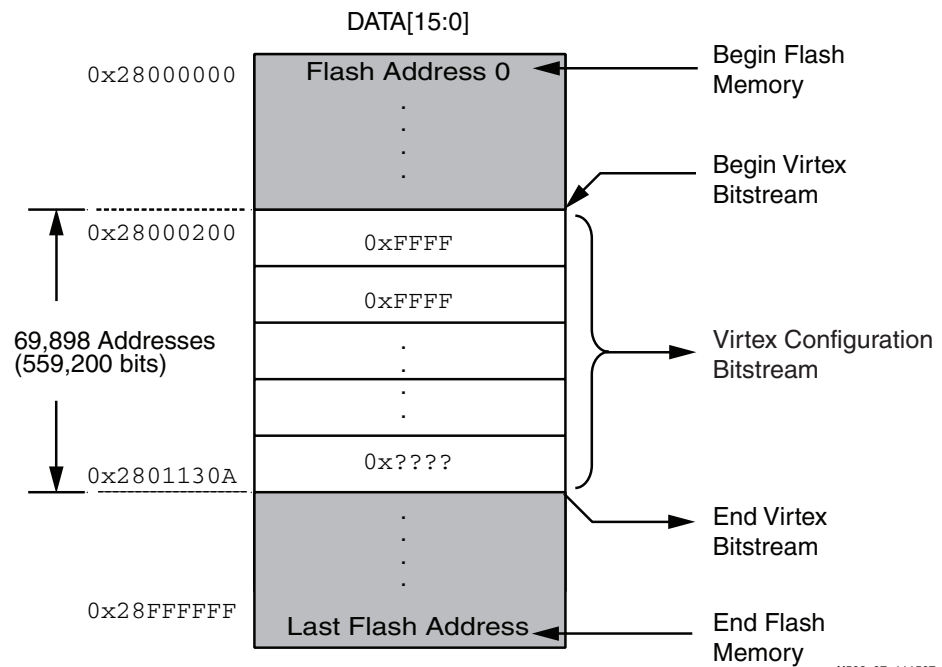 DATA[15:0]
0x28000000
Flash Address 0
Begin Flash
Memory
Begin Virtex
Bitstream
0x28000200
0xFFFF
0xFFFF
69,898 Addresses
(559,200 bits)
Virtex Configuration
Bitstream
0x2801130A
0x????
End Virtex
Bitstream
0x28FFFFFF
Last Flash Address
End Flash
Memory